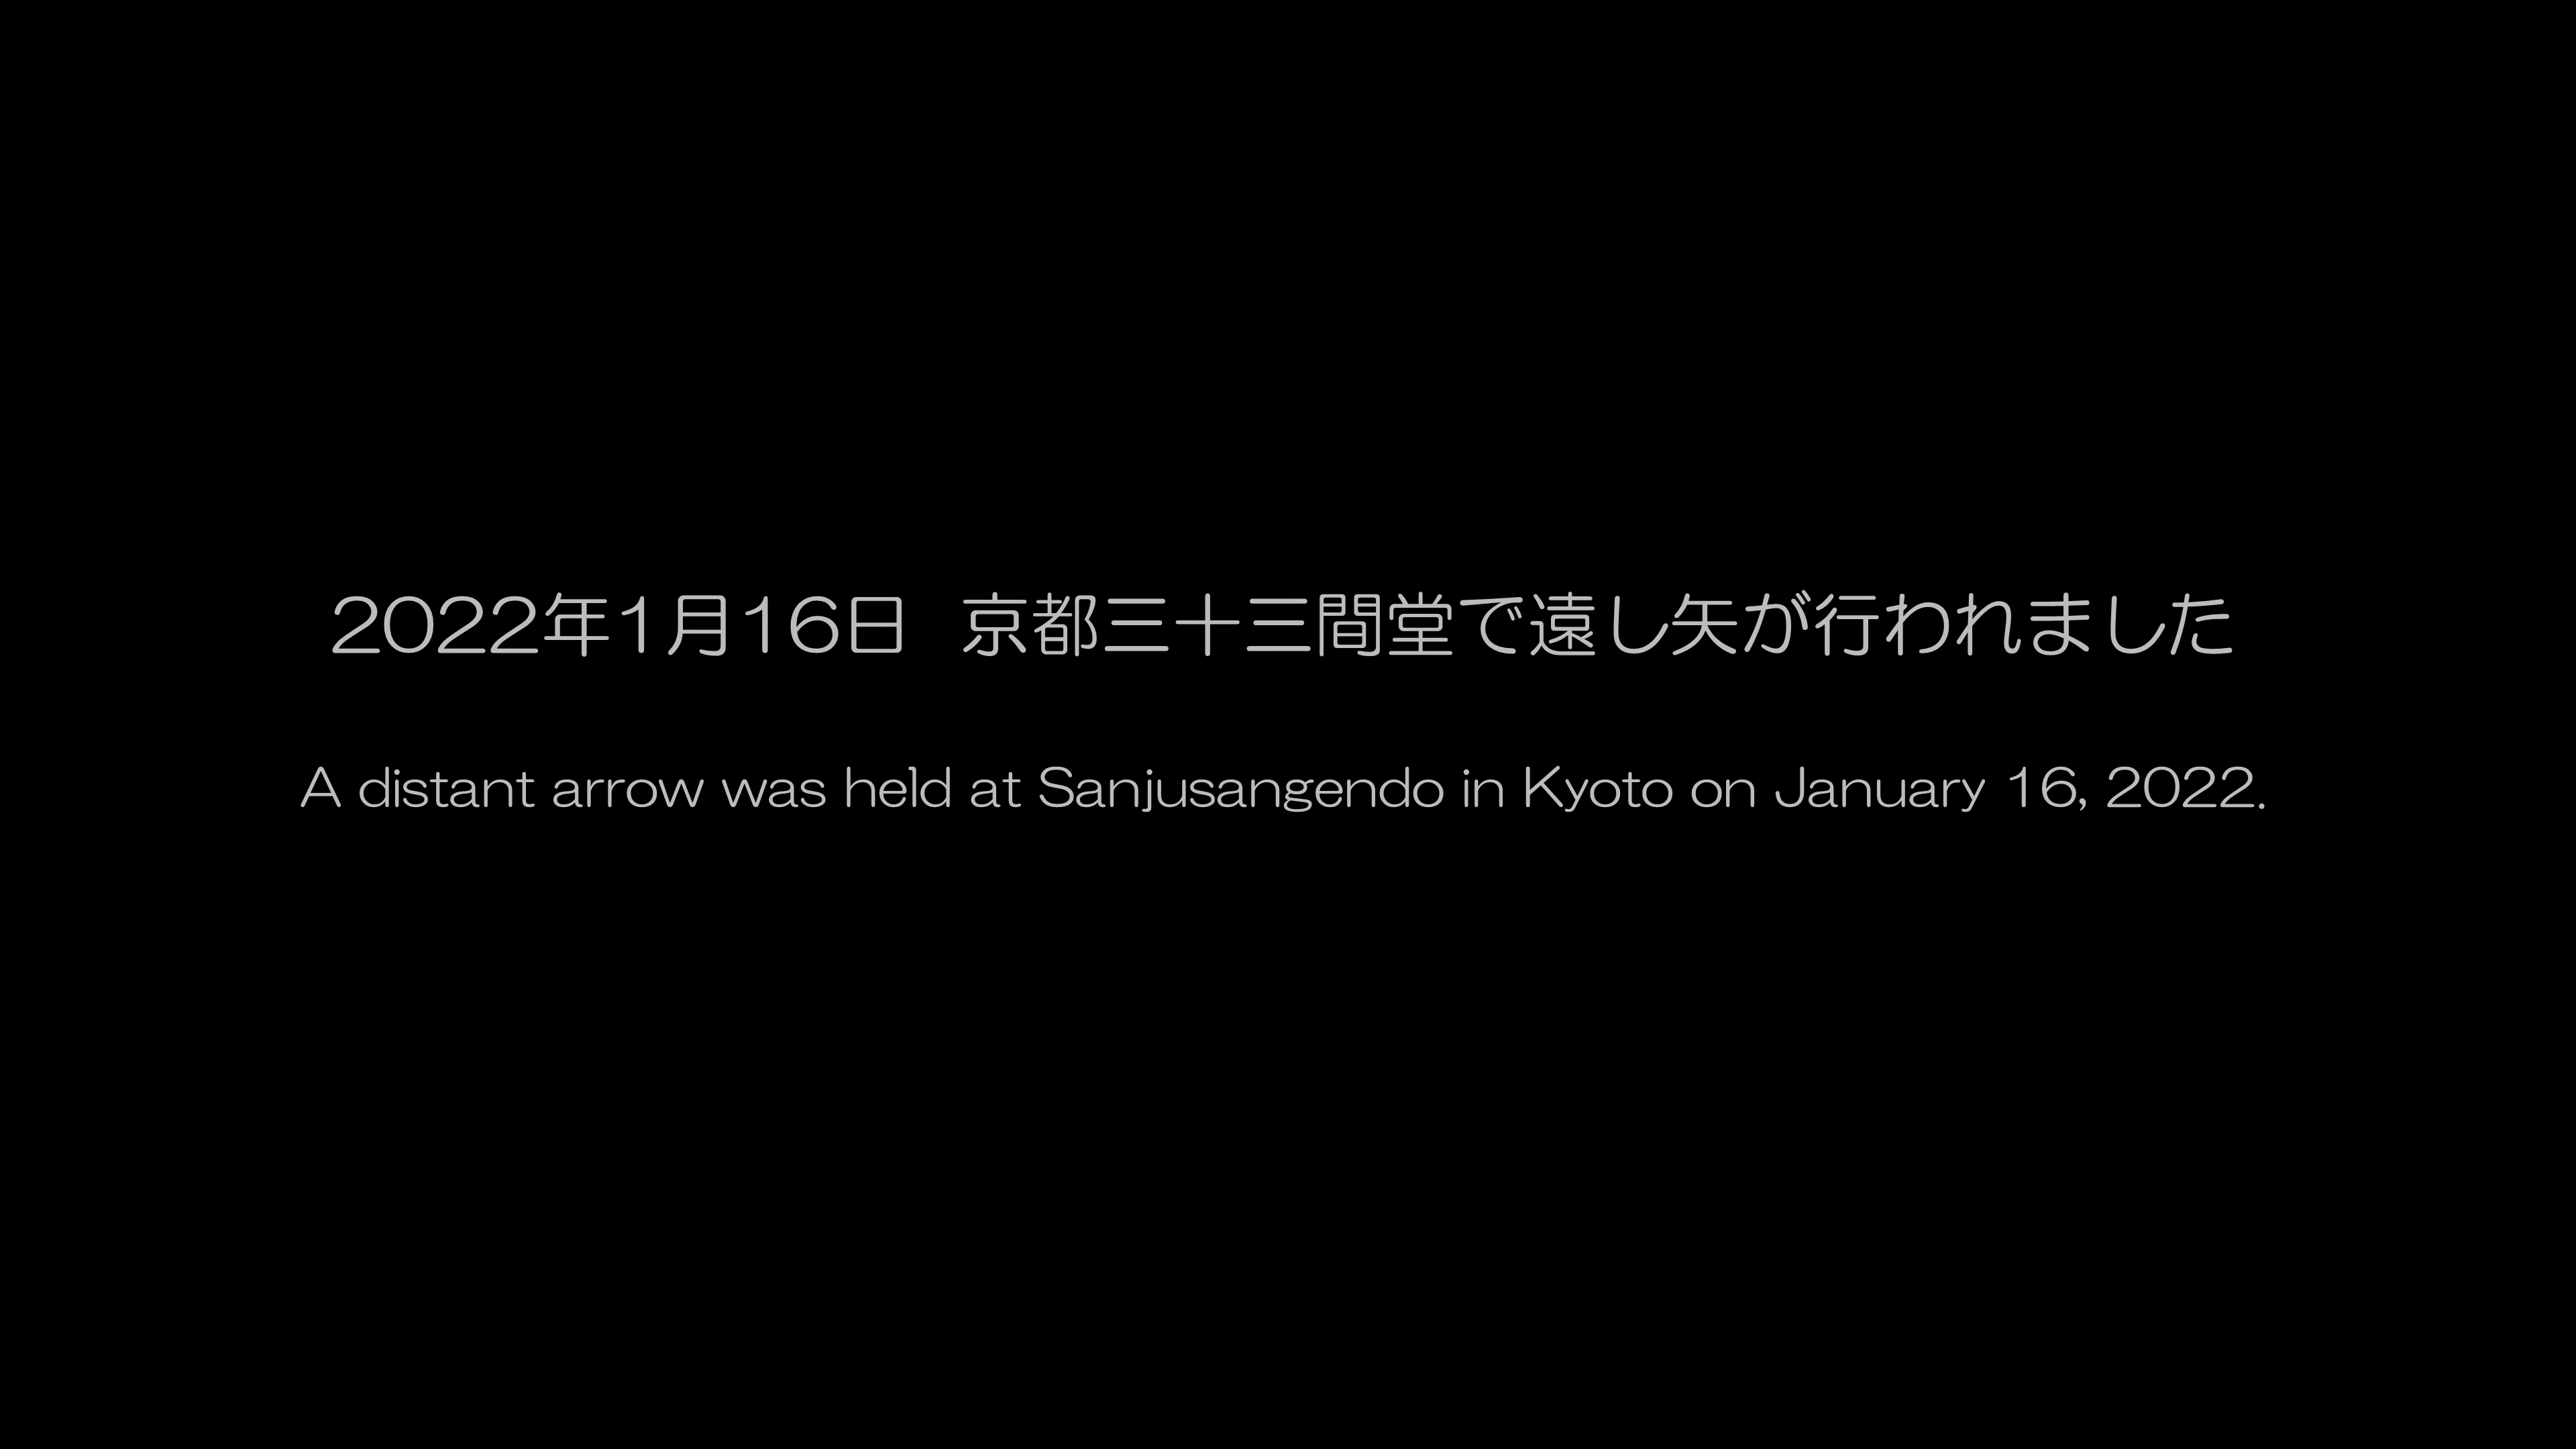 2022年1月16日　京都三十三間堂で遠し矢が行われました
A distant arrow was held at Sanjusangendo in Kyoto on January 16, 2022.